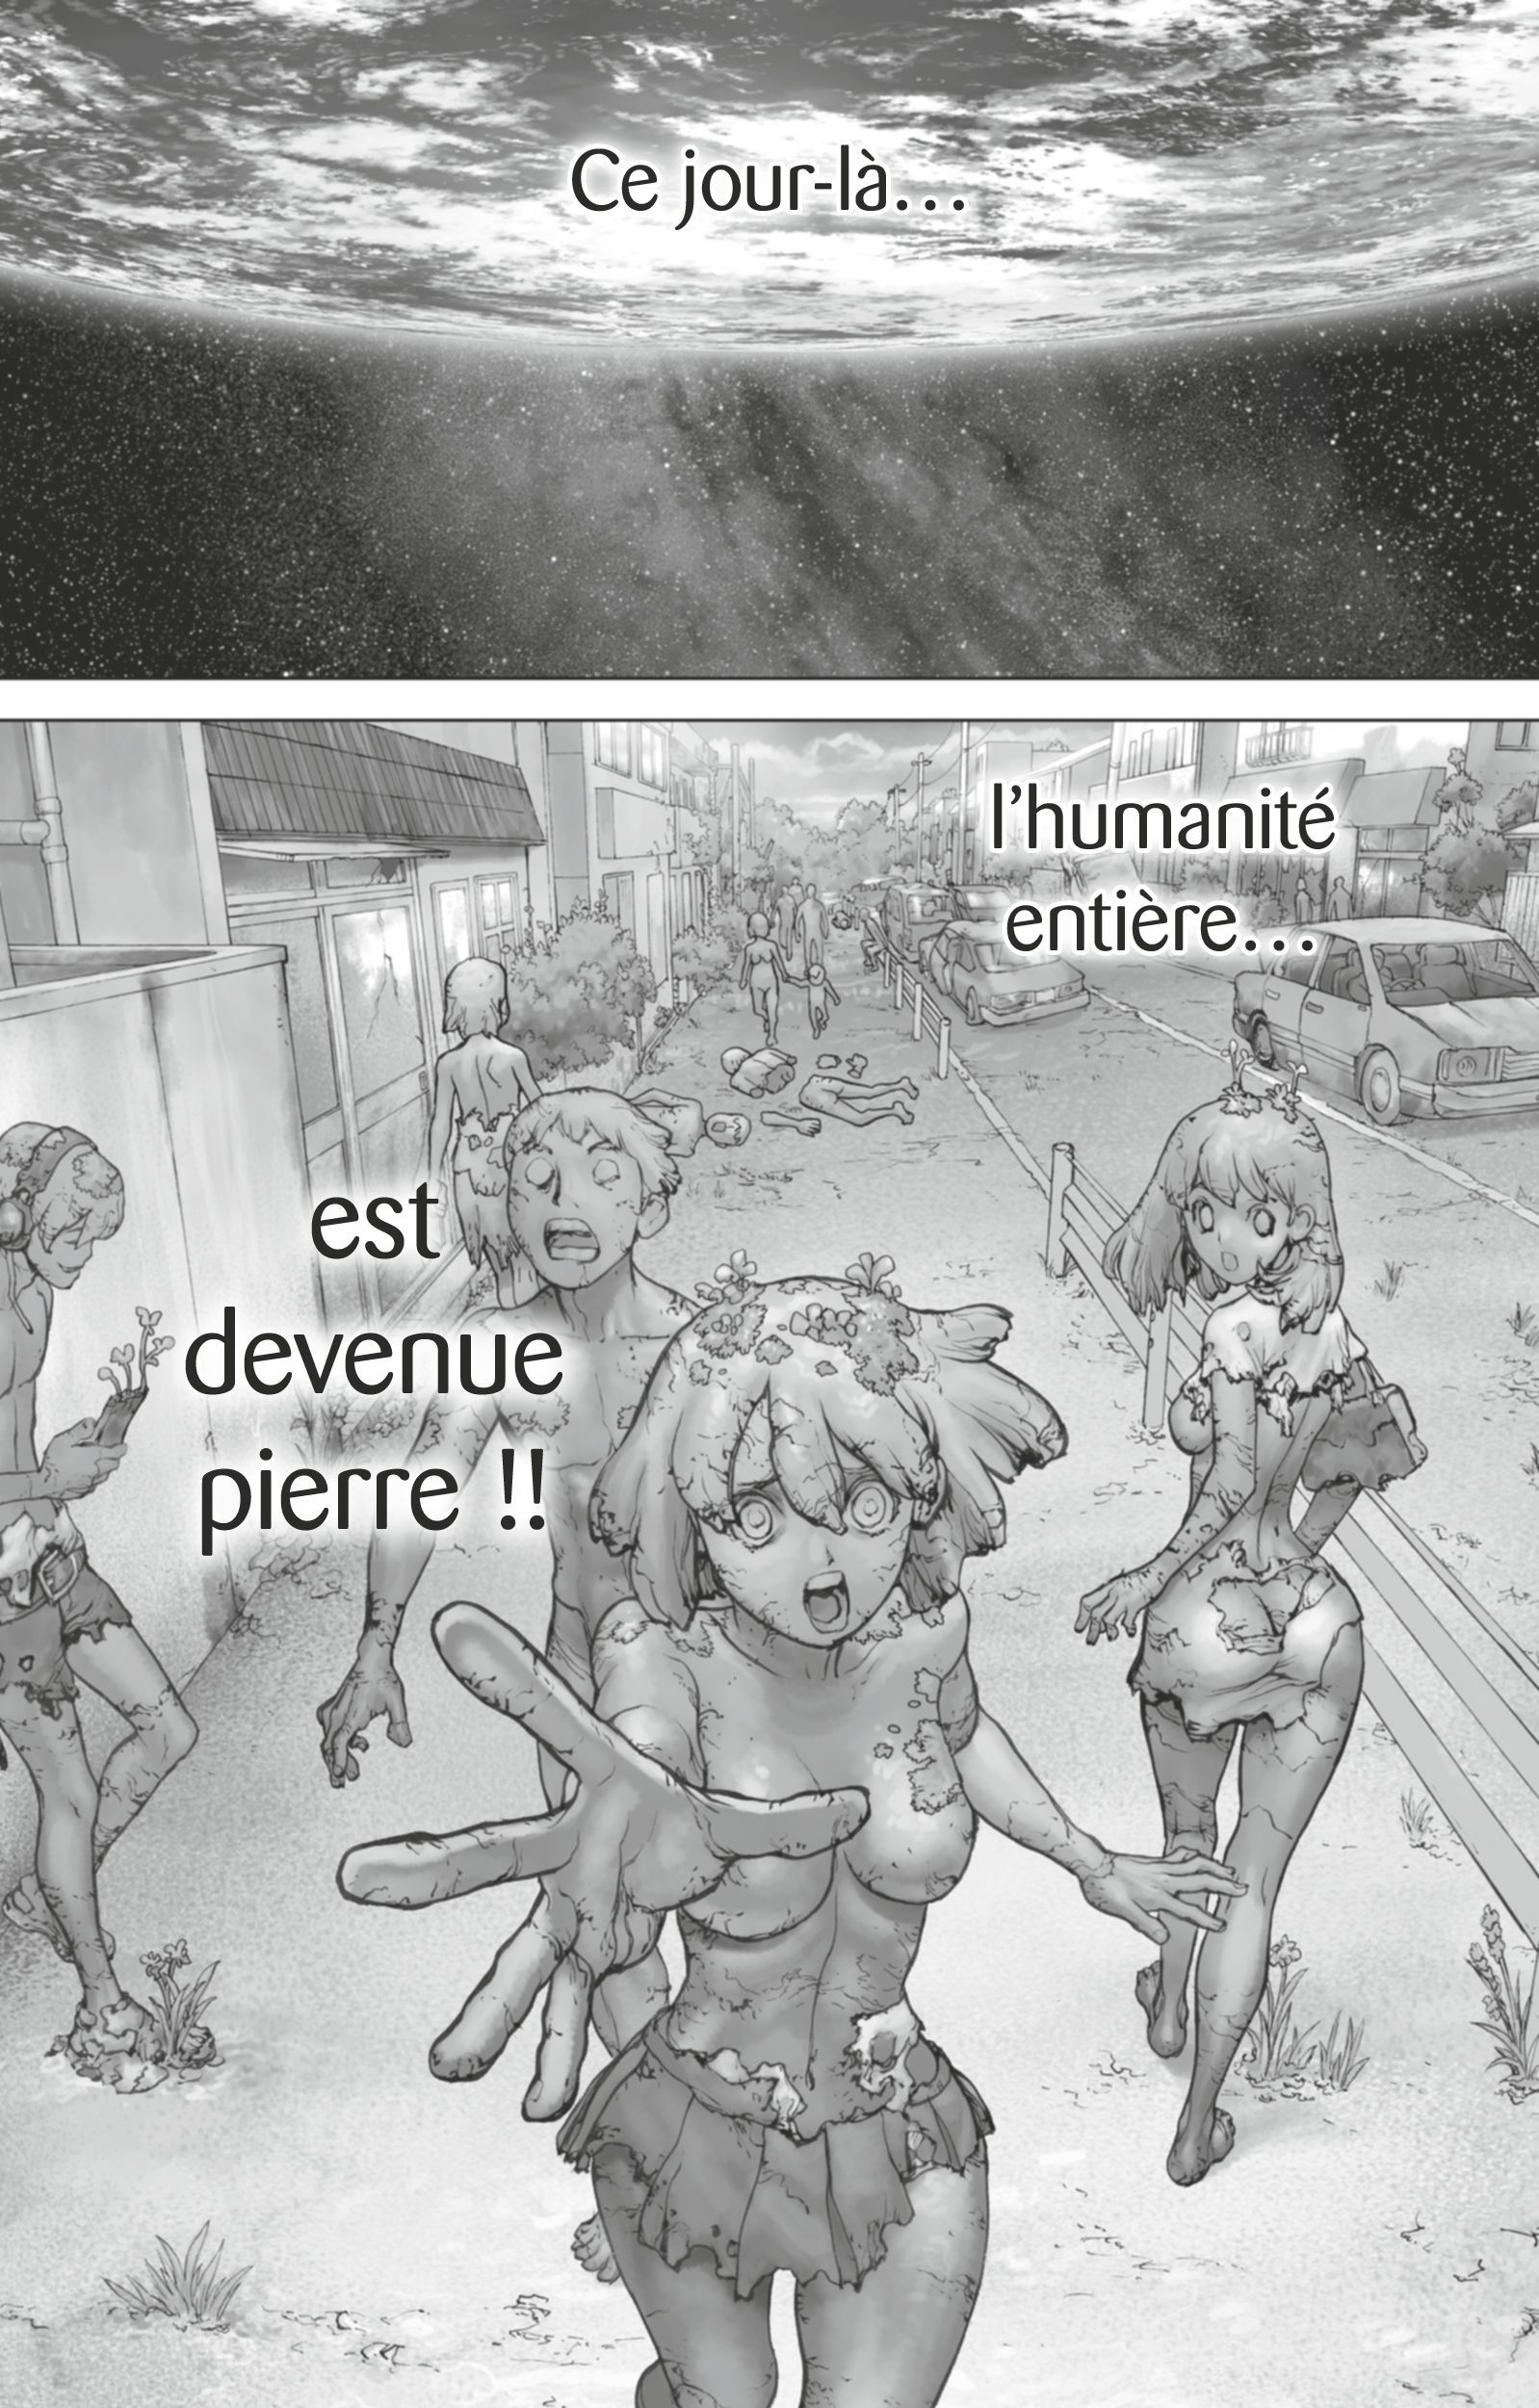 Ce jour-là...
l'humanité
entière...
est
devenue
pierre !!